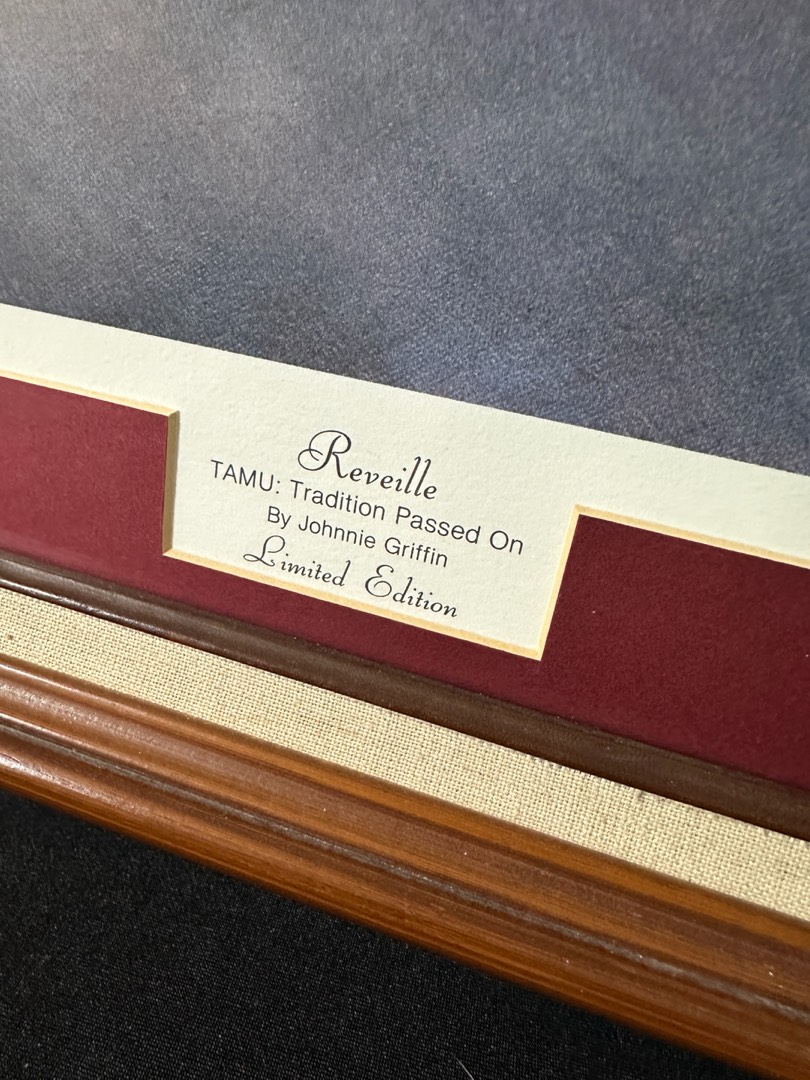 Reveille
TAMU: Tradition Passed On
By Johnnie Griffin
Limited Edition